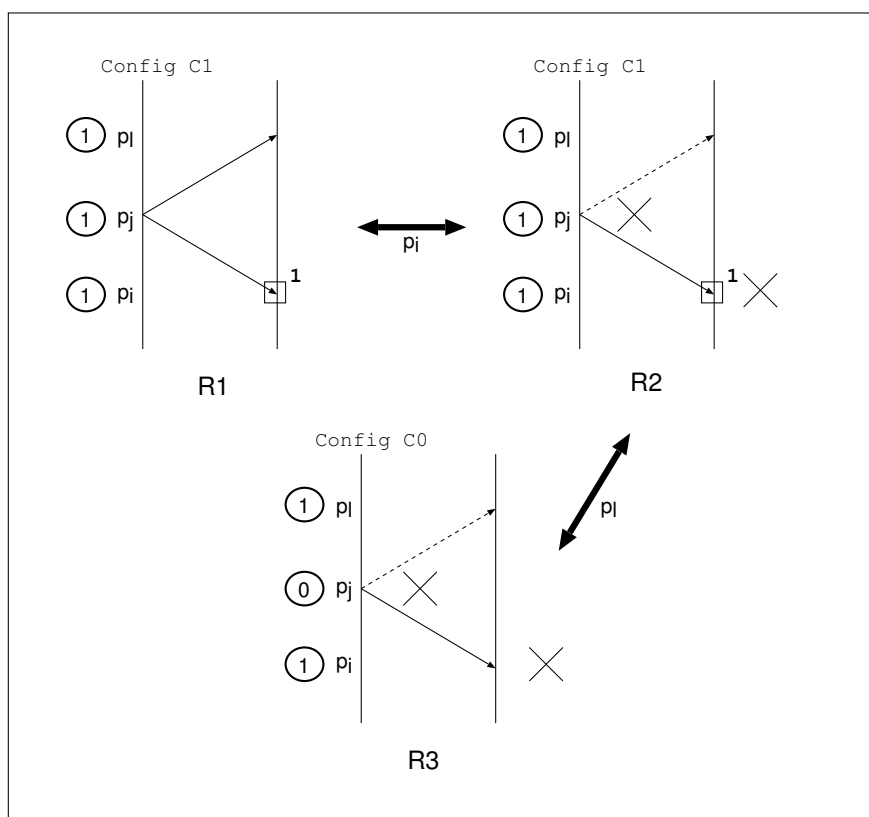 Config C1
1 pl
1 pj
1 pi
1
R1
pi
Config C1
1 pl
1 pj
1 pi
1
R2
Config C0
1 pl
0 pj
1 pi
R3
pl